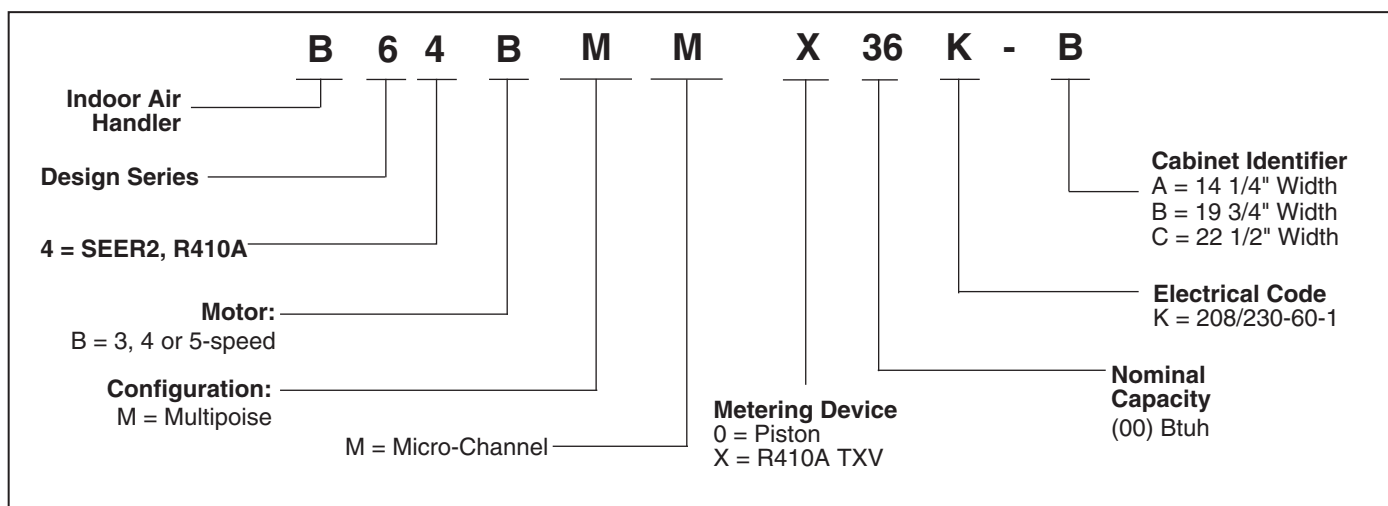 B 6 4 B M M X 36 K - B
Indoor Air
Handler
Design Series
4 = SEER2, R410A
Motor:
B = 3, 4 or 5-speed
Configuration:
M = Multipoise
M = Micro-Channel
Metering Device
0 = Piston
X = R410A TXV
Nominal
Capacity
(00) Btuh
Electrical Code
K = 208/230-60-1
Cabinet Identifier
A = 14 1/4" Width
B = 19 3/4" Width
C = 22 1/2" Width